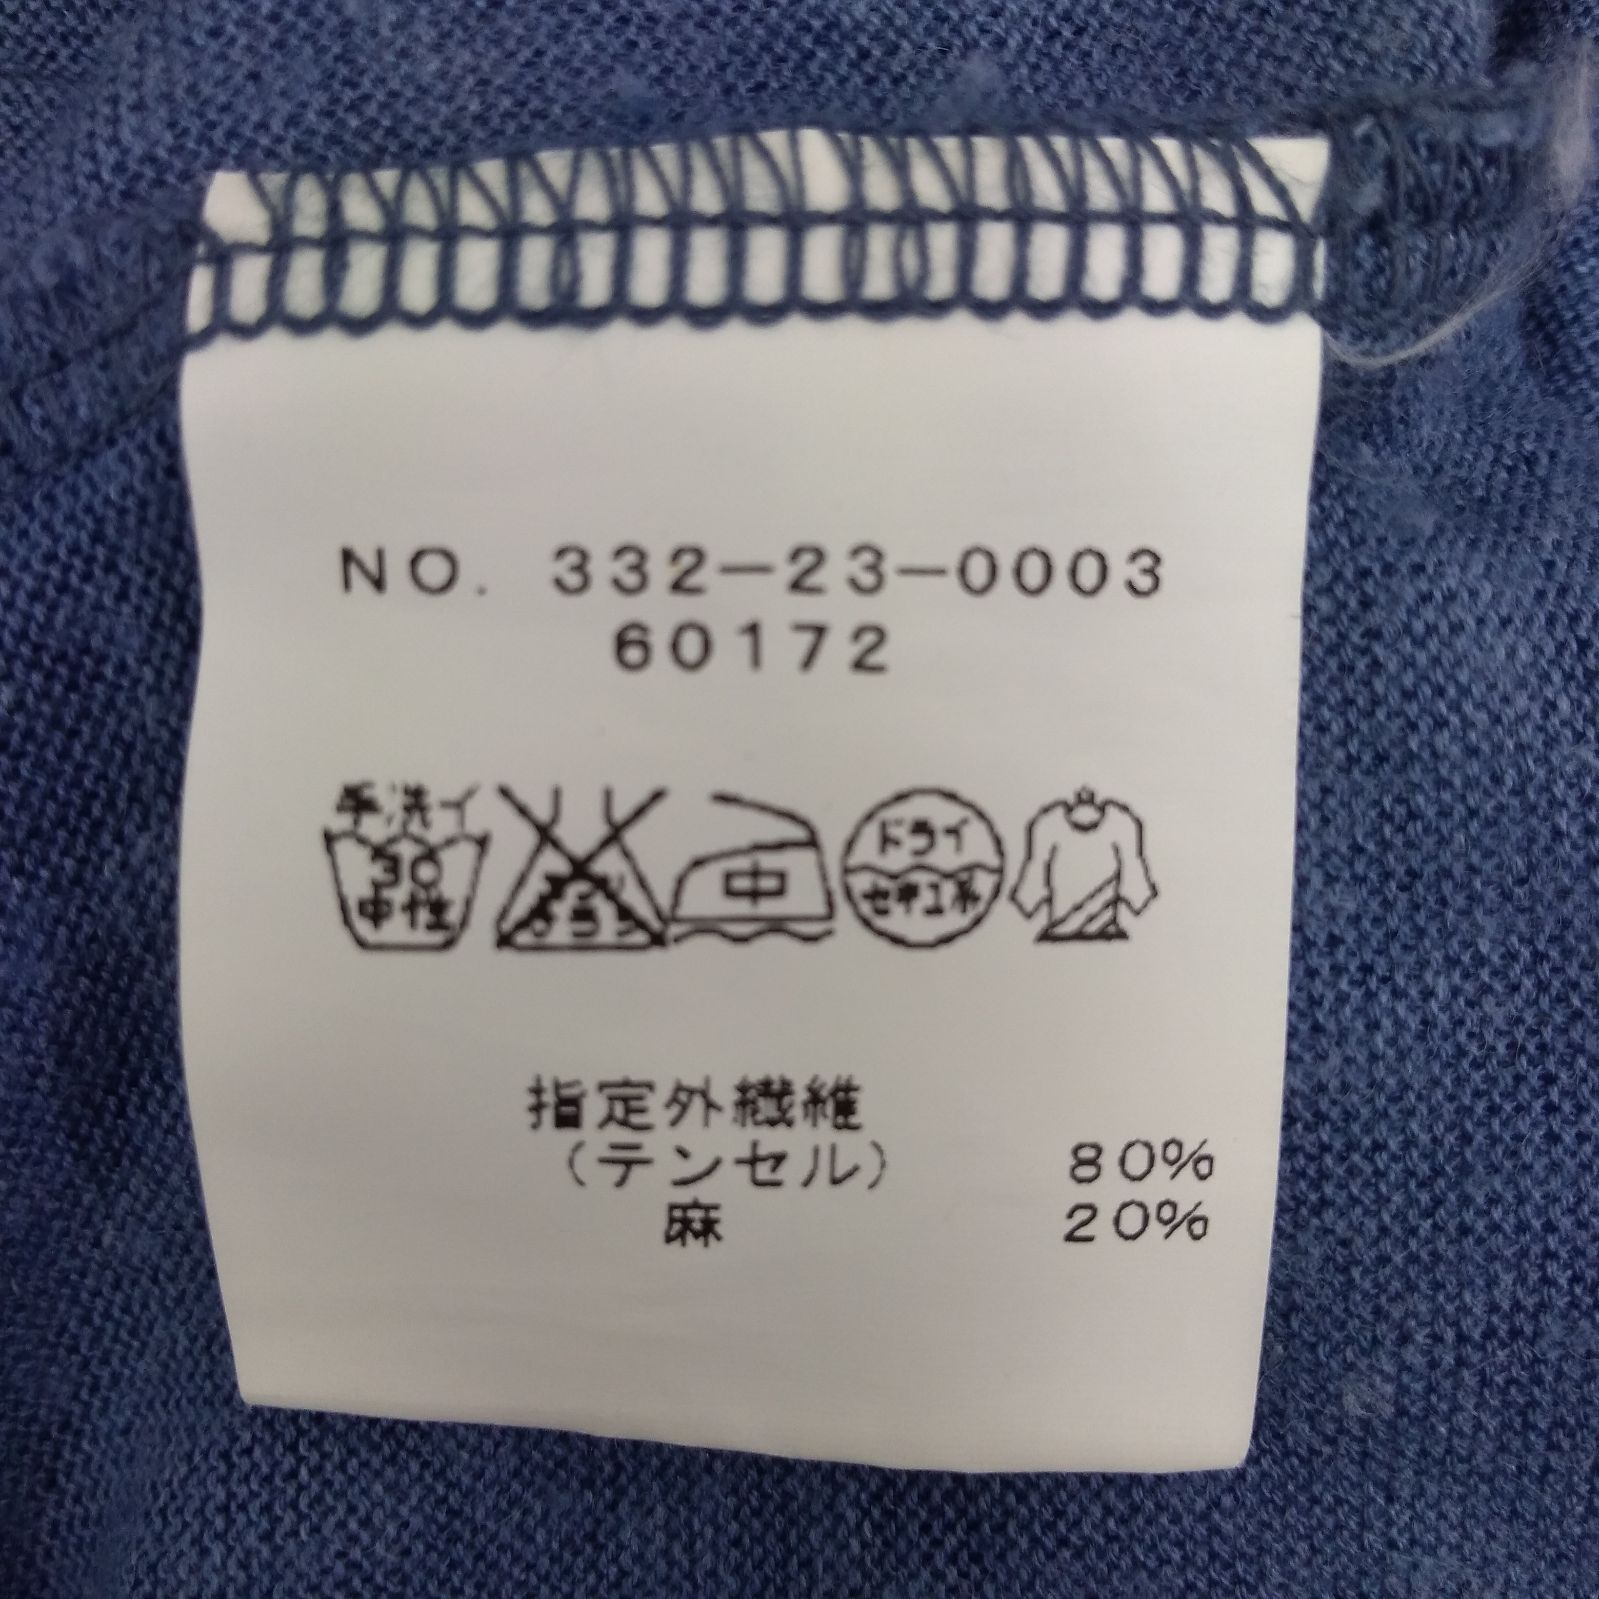 NO. 332-23-0003
60172
手洗イ
30
中性
中
ドライ
セキユ系
指定外繊維
(テンセル) 80%
麻 20%